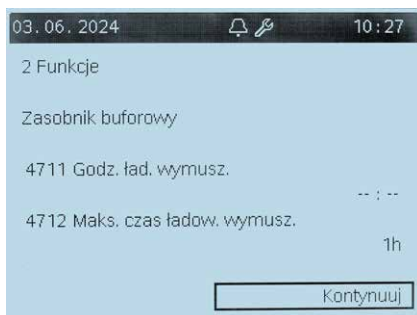 03.06.2024 10:27
2 Funkcje
Zasobnik buforowy
4711 Godz. ład. wymusz.
-- : --
4712 Maks. czas ładow. wymusz.
1h
Kontynuuj